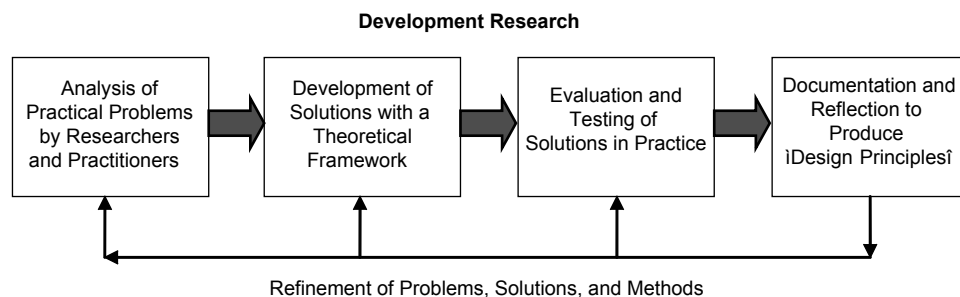 Development Research
Analysis of
Practical Problems
by Researchers
and Practitioners
Development of
Solutions with a
Theoretical
Framework
Evaluation and
Testing of
Solutions in Practice
Documentation and
Reflection to
Produce
ìDesign Principlesî
Refinement of Problems, Solutions, and Methods